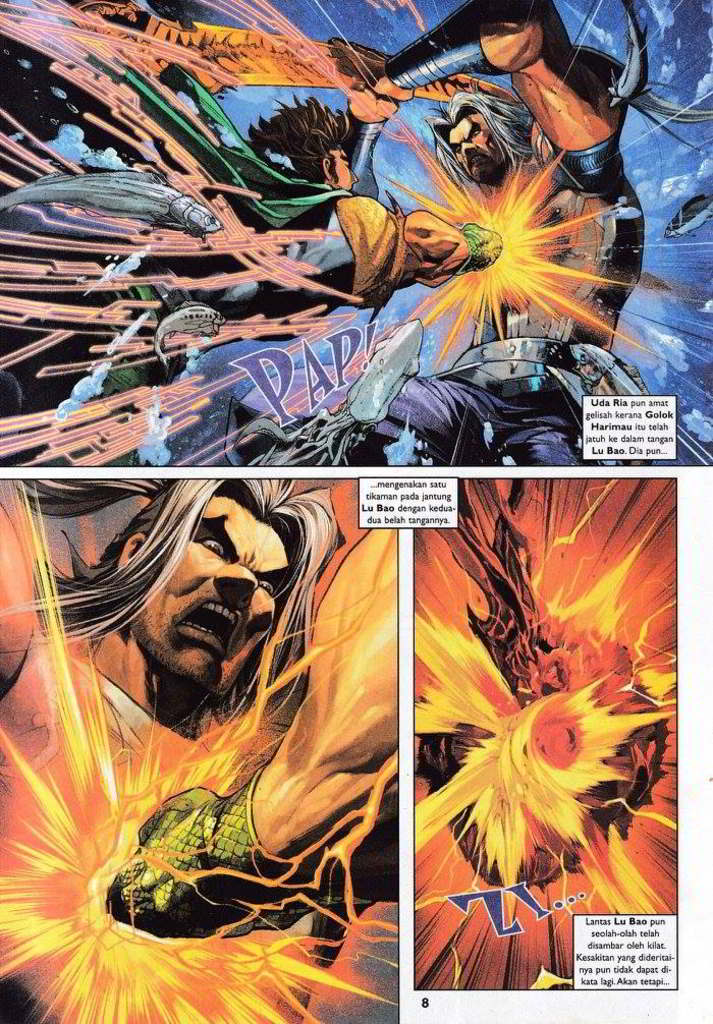 PAP!
Uda Ria pun amat
gelisah kerana Golok
Harimau itu telah
jatuh ke dalam tangan
Lu Bao. Dia pun...
...mengenakan satu
tikaman pada jantung
Lu Bao dengan kedua-
dua belah tangannya.
ZI...
Lantas Lu Bao pun
seolah-olah telah
disambar oleh kilat.
Kesakitan yang dideritai-
nya pun tidak dapat di-
kata lagi. Akan tetapi...
8